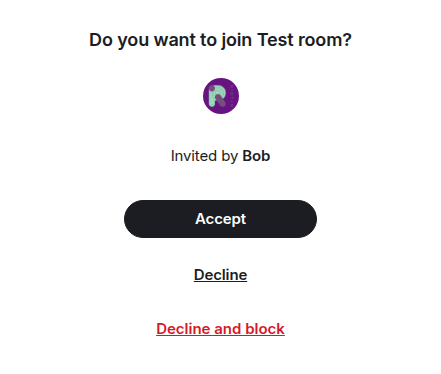 Do you want to join Test room?
Invited by Bob
Accept
Decline
Decline and block